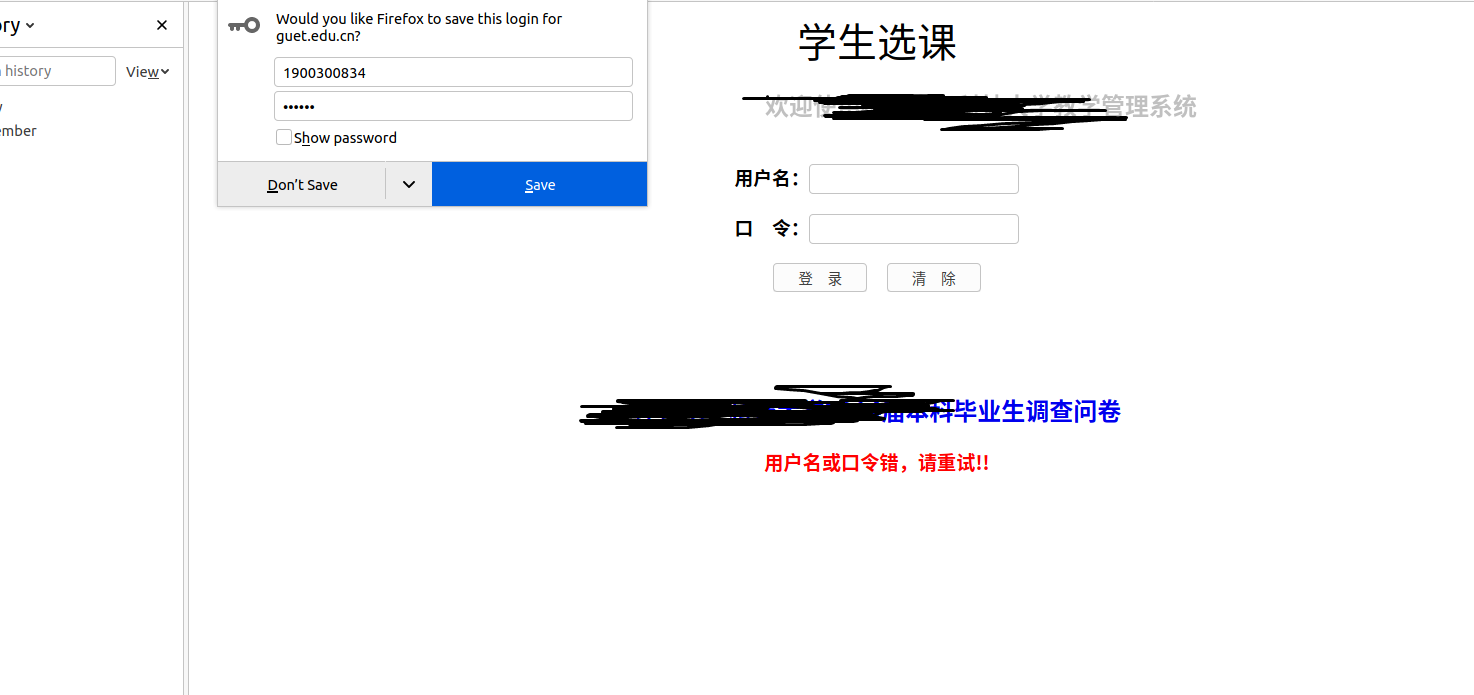 ry
history
View
ember
Would you like Firefox to save this login for
guet.edu.cn?
1900300834
••••••
Show password
Don’t Save
Save
学生选课
欢迎使 大学教学管理系统
用户名：
口 令：
登 录
清 除
届本科毕业生调查问卷
用户名或口令错，请重试!!